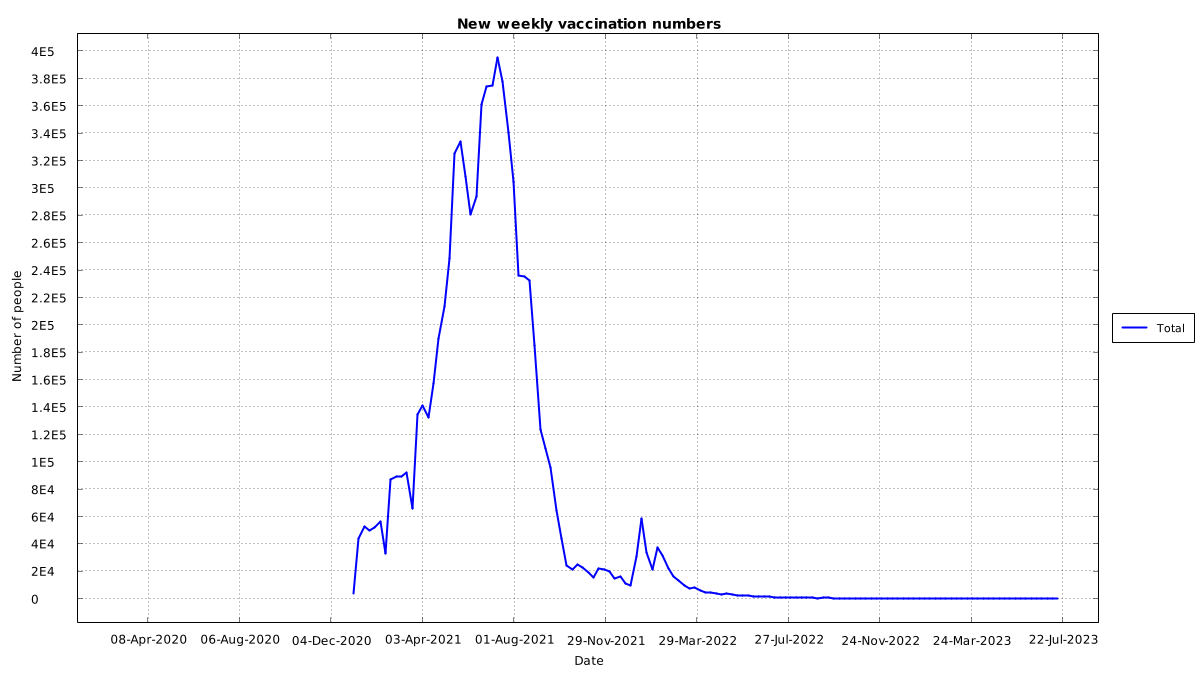 New weekly vaccination numbers
4E5
3.8E5
3.6E5
3.4E5
3.2E5
3E5
2.8E5
2.6E5
2.4E5
2.2E5
2E5
1.8E5
1.6E5
1.4E5
1.2E5
1E5
8E4
6E4
4E4
2E4
0
Number of people
Total
08-Apr-2020 06-Aug-2020 04-Dec-2020 03-Apr-2021 01-Aug-2021 29-Nov-2021 29-Mar-2022 27-Jul-2022 24-Nov-2022 24-Mar-2023 22-Jul-2023
Date